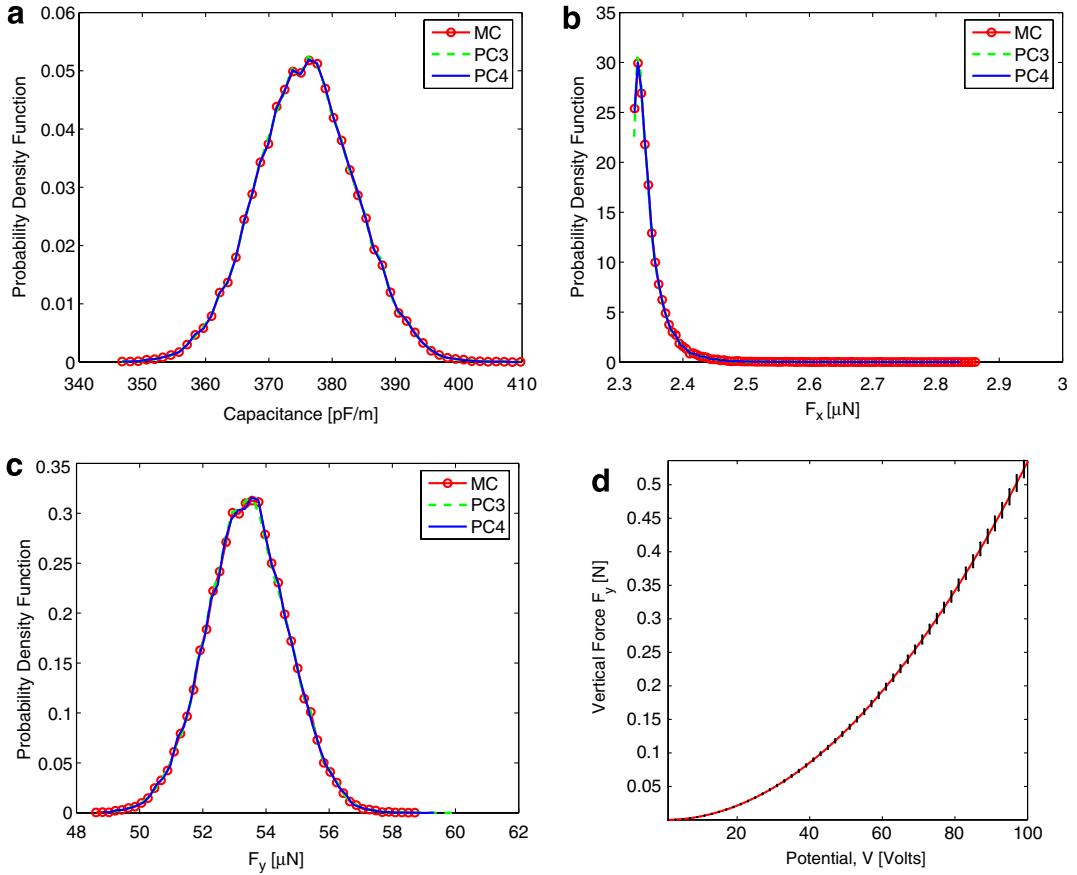 a
0.06
0.05
0.04
0.03
0.02
0.01
0
Probability Density Function
340 350 360 370 380 390 400 410
Capacitance [pF/m]
MC
PC3
PC4
b
35
30
25
20
15
10
5
0
Probability Density Function
2.3 2.4 2.5 2.6 2.7 2.8 2.9 3
F_x [μN]
MC
PC3
PC4
c
0.35
0.3
0.25
0.2
0.15
0.1
0.05
0
Probability Density Function
48 50 52 54 56 58 60 62
F_y [μN]
MC
PC3
PC4
d
0.5
0.45
0.4
0.35
0.3
0.25
0.2
0.15
0.1
0.05
Vertical Force F_y [N]
20 40 60 80 100
Potential, V [Volts]